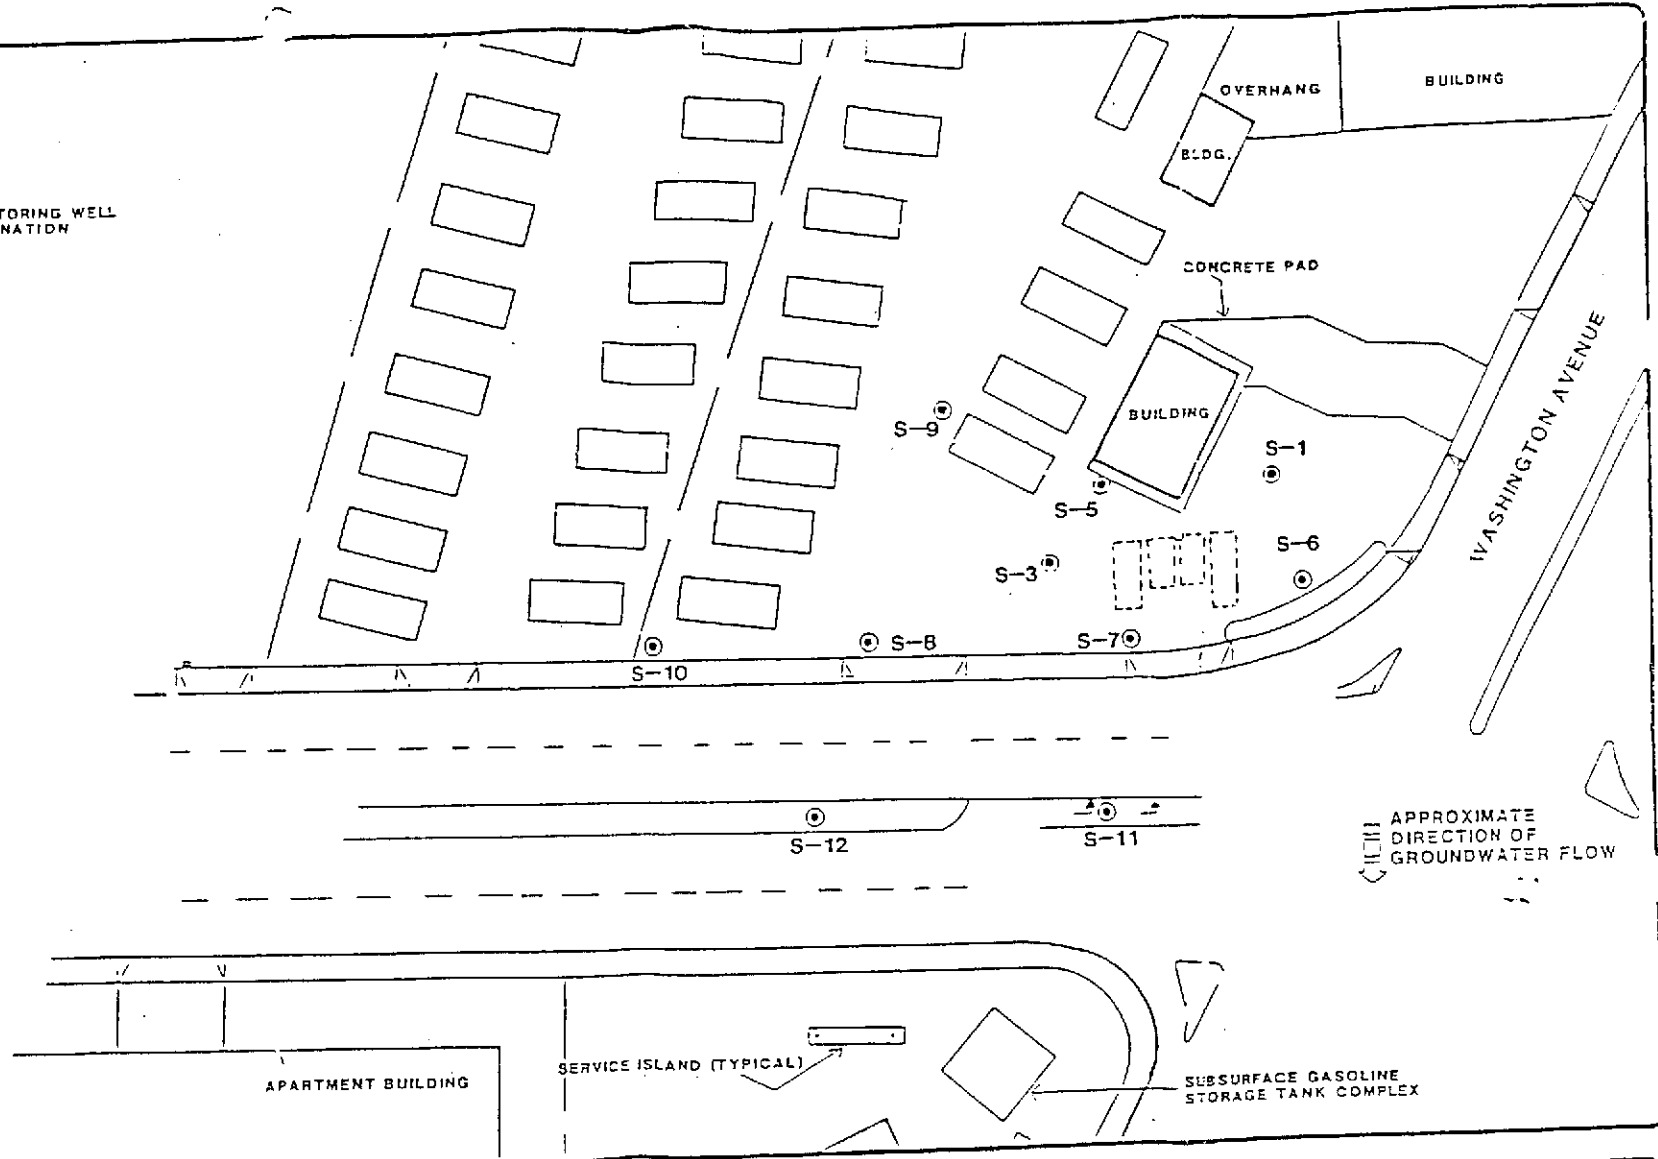 OVERHANG
BUILDING
BLDG.
TORING WELL
NATION
CONCRETE PAD
WASHINGTON AVENUE
BUILDING
S-9
S-1
S-5
S-6
S-3
S-8
S-7
S-10
S-12
S-11
APPROXIMATE
DIRECTION OF
GROUNDWATER FLOW
SERVICE ISLAND (TYPICAL)
APARTMENT BUILDING
SUBSURFACE GASOLINE
STORAGE TANK COMPLEX